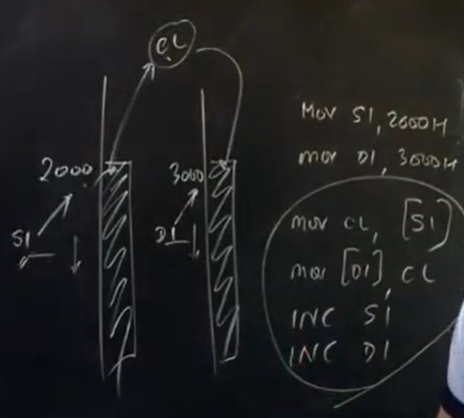 CL
2000
3000
SI
DI
MOV SI, 2000H
MOV DI, 3000H
MOV CL, [SI]
MOV [DI], CL
INC SI
INC DI